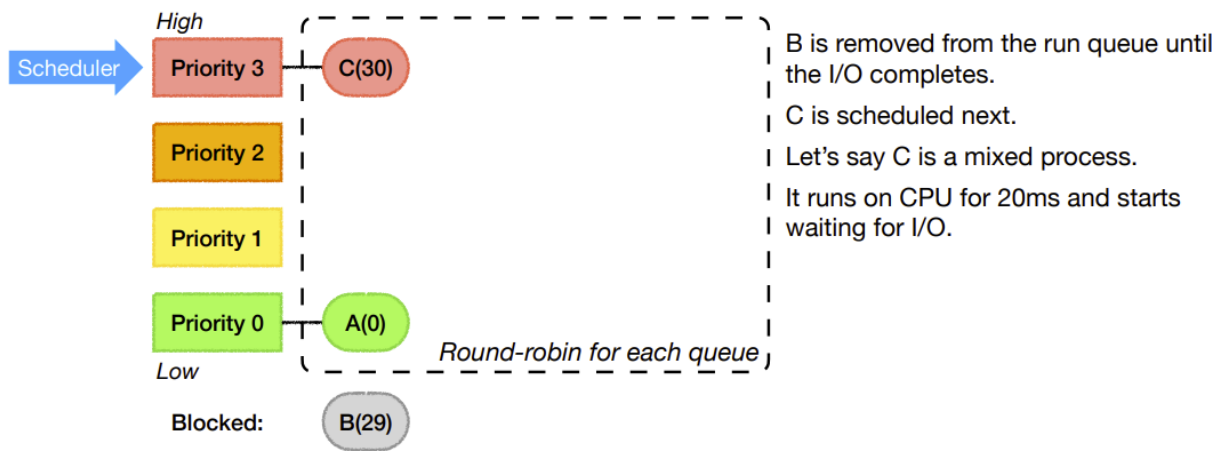 High
Scheduler
Priority 3
C(30)
Priority 2
Priority 1
Priority 0
A(0)
Round-robin for each queue
Low
Blocked:
B(29)
B is removed from the run queue until
the I/O completes.
C is scheduled next.
Let's say C is a mixed process.
It runs on CPU for 20ms and starts
waiting for I/O.